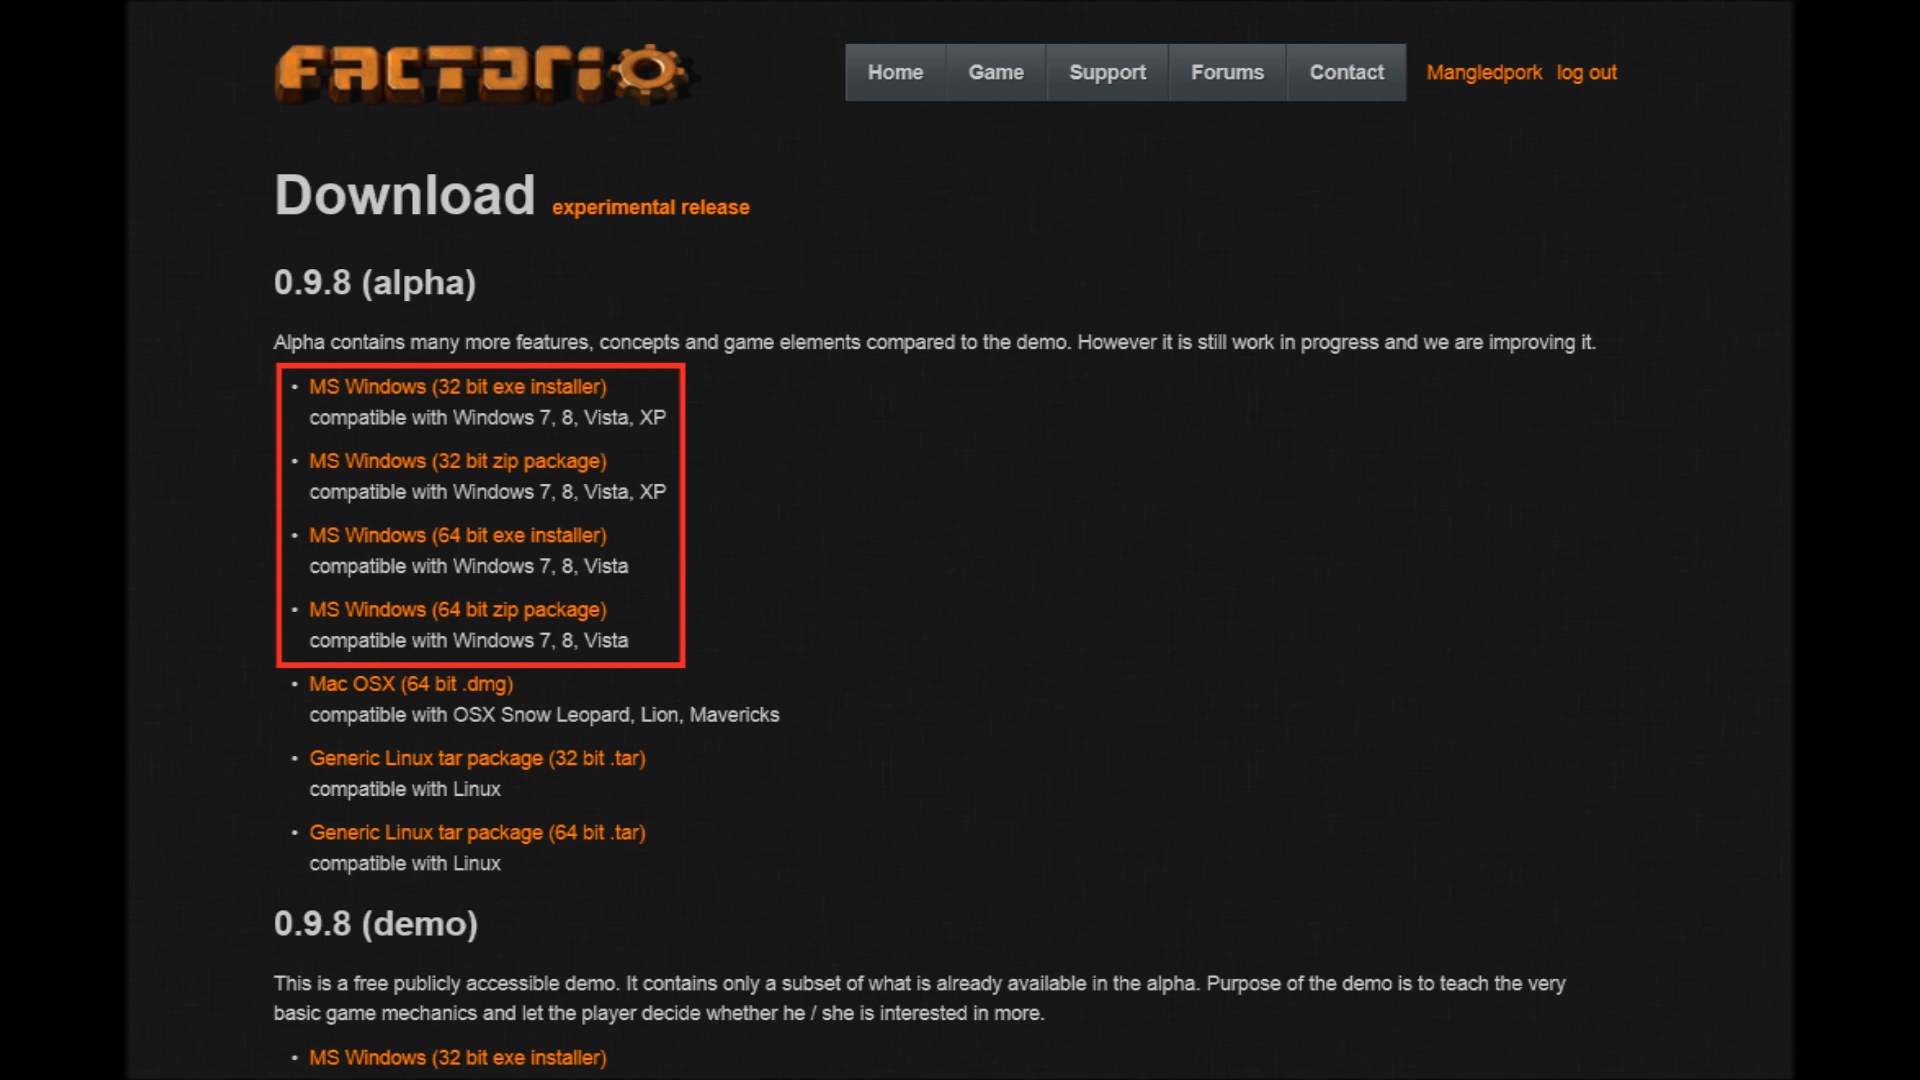 FACTORIO
Home Game Support Forums Contact Mangledpork log out
Download experimental release
0.9.8 (alpha)
Alpha contains many more features, concepts and game elements compared to the demo. However it is still work in progress and we are improving it.
• MS Windows (32 bit exe installer)
compatible with Windows 7, 8, Vista, XP
• MS Windows (32 bit zip package)
compatible with Windows 7, 8, Vista, XP
• MS Windows (64 bit exe installer)
compatible with Windows 7, 8, Vista
• MS Windows (64 bit zip package)
compatible with Windows 7, 8, Vista
• Mac OSX (64 bit .dmg)
compatible with OSX Snow Leopard, Lion, Mavericks
• Generic Linux tar package (32 bit .tar)
compatible with Linux
• Generic Linux tar package (64 bit .tar)
compatible with Linux
0.9.8 (demo)
This is a free publicly accessible demo. It contains only a subset of what is already available in the alpha. Purpose of the demo is to teach the very
basic game mechanics and let the player decide whether he / she is interested in more.
• MS Windows (32 bit exe installer)